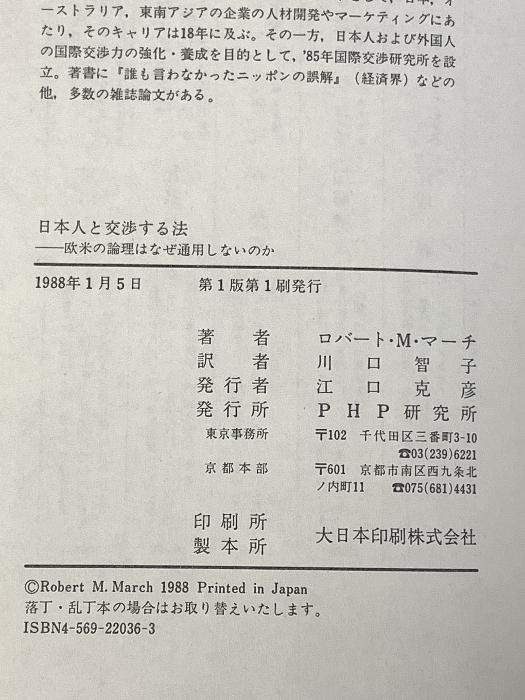 ーストラリア，東南アジアの企業の人材開発やマーケティングにあ
たり，そのキャリアは18年に及ぶ。その一方，日本人および外国人
の国際交渉力の強化・養成を目的として，'85年国際交渉研究所を設
立。著書に『誰も言わなかったニッポンの誤解』（経済界）などの
他，多数の雑誌論文がある。
日本人と交渉する法
──欧米の論理はなぜ通用しないのか
1988年1月5日 第1版第1刷発行
著者 ロバート・M・マーチ
訳者 川口智子
発行者 江口克彦
発行所 PHP研究所
東京事務所 〒102 千代田区三番町3-10
☎03(239)6221
京都本部 〒601 京都市南区西九条北
ノ内町11 ☎075(681)4431
印刷所
製本所 大日本印刷株式会社
©Robert M. March 1988 Printed in Japan
落丁・乱丁本の場合はお取り替えいたします。
ISBN4-569-22036-3